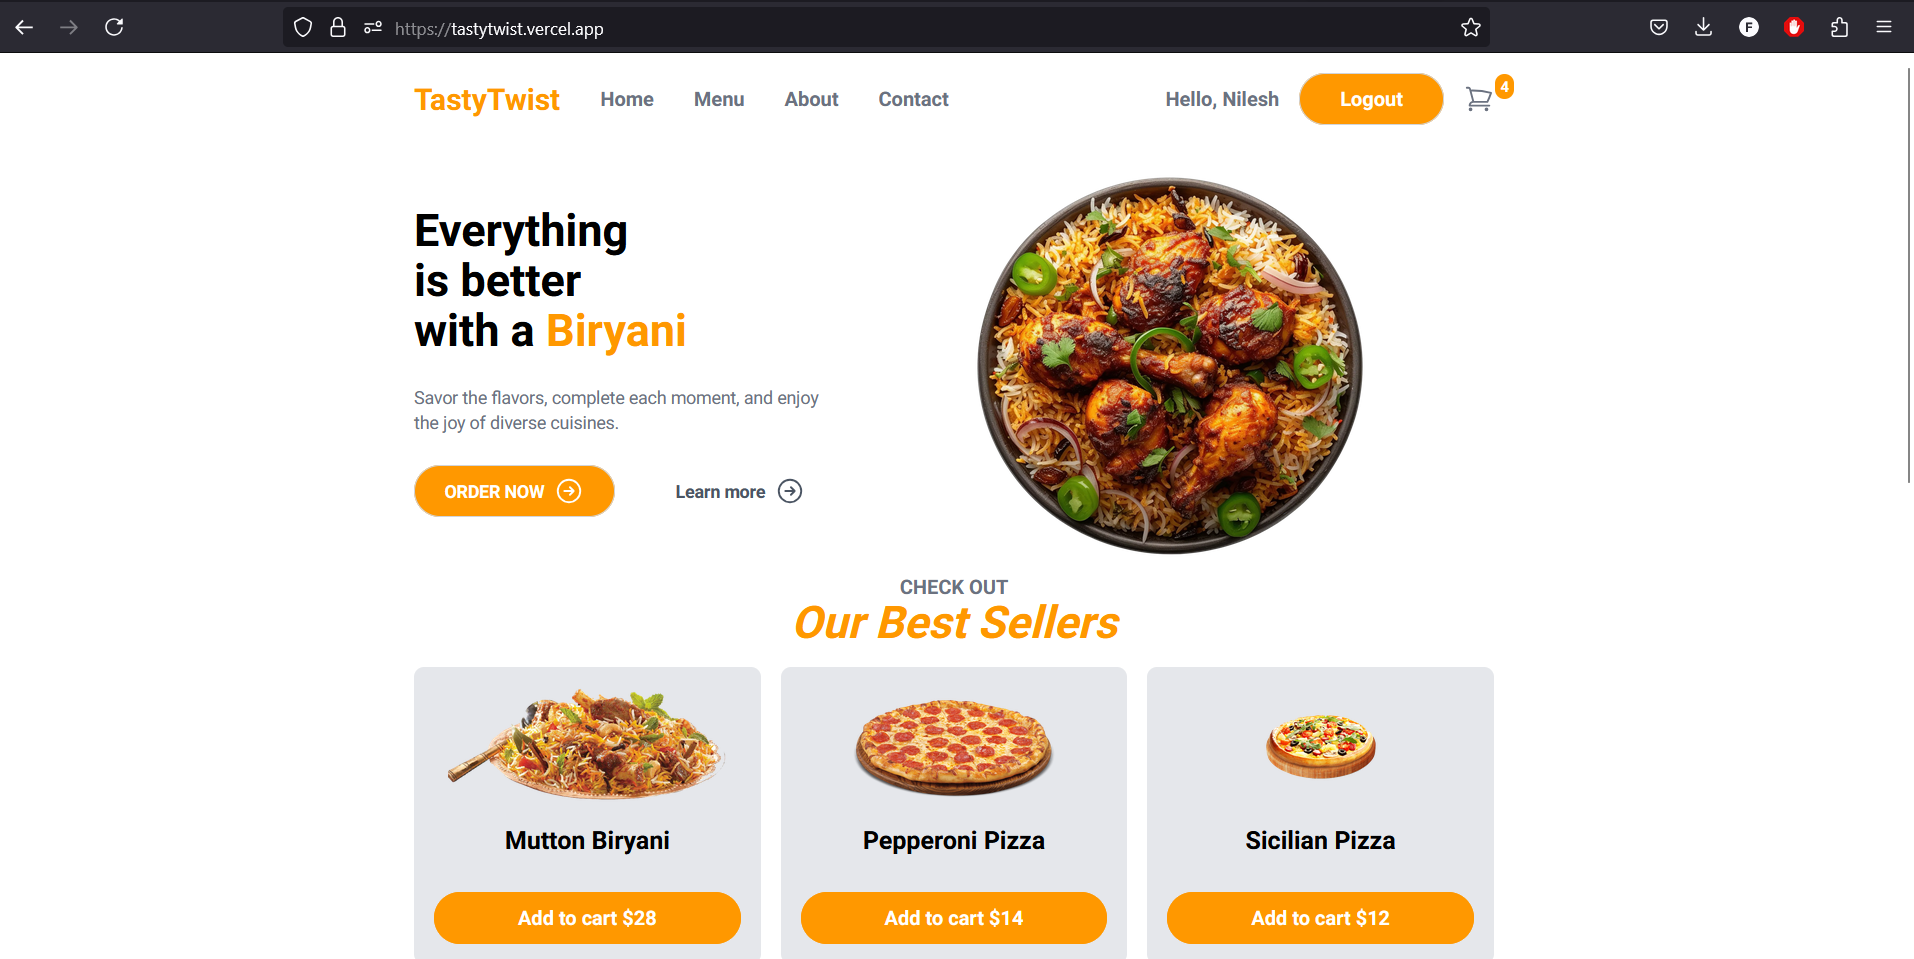 https://tastytwist.vercel.app
F
TastyTwist Home Menu About Contact Hello, Nilesh Logout 4
Everything
is better
with a Biryani
Savor the flavors, complete each moment, and enjoy
the joy of diverse cuisines.
ORDER NOW Learn more
CHECK OUT
Our Best Sellers
Mutton Biryani Pepperoni Pizza Sicilian Pizza
Add to cart $28 Add to cart $14 Add to cart $12